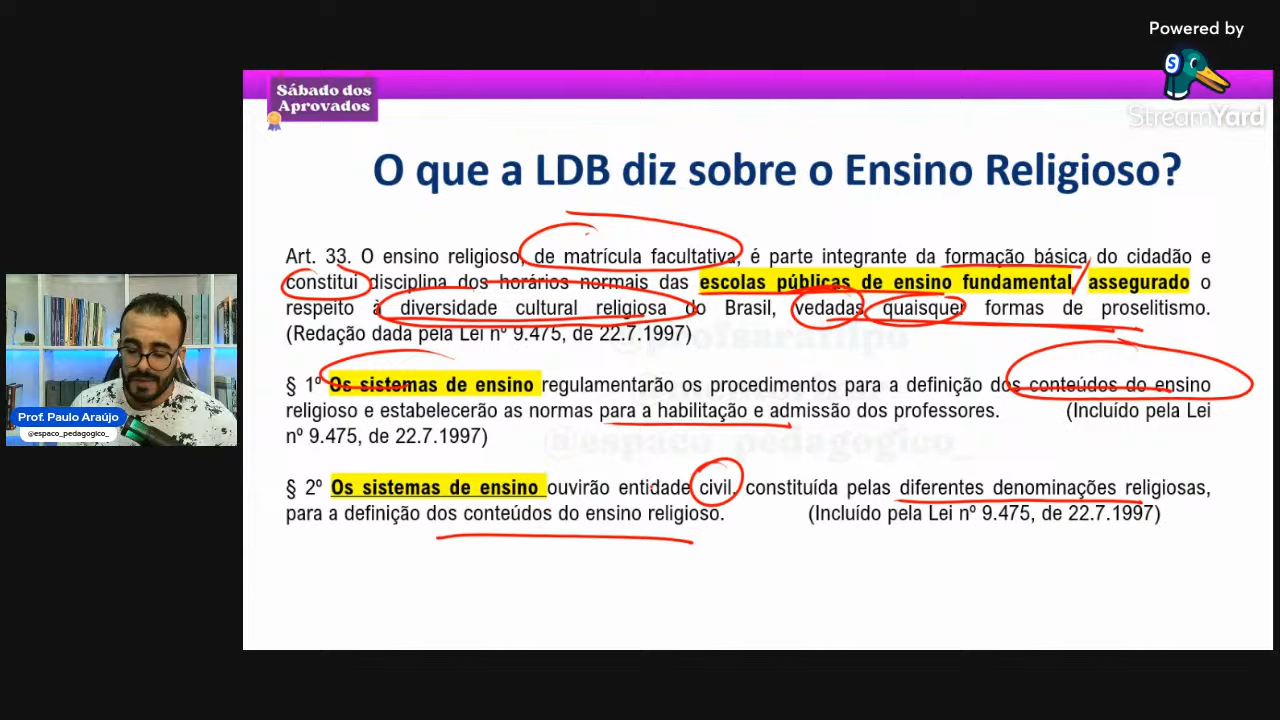 Powered by
StreamYard
Sábado dos
Aprovados
O que a LDB diz sobre o Ensino Religioso?
Art. 33. O ensino religioso, de matrícula facultativa, é parte integrante da formação básica do cidadão e
constitui disciplina dos horários normais das escolas públicas de ensino fundamental, assegurado o
respeito à diversidade cultural religiosa do Brasil, vedadas quaisquer formas de proselitismo.
(Redação dada pela Lei nº 9.475, de 22.7.1997)
§ 1º Os sistemas de ensino regulamentarão os procedimentos para a definição dos conteúdos do ensino
religioso e estabelecerão as normas para a habilitação e admissão dos professores. (Incluído pela Lei
nº 9.475, de 22.7.1997)
§ 2º Os sistemas de ensino ouvirão entidade civil, constituída pelas diferentes denominações religiosas,
para a definição dos conteúdos do ensino religioso. (Incluído pela Lei nº 9.475, de 22.7.1997)
@espaco_pedagogico_
Prof. Paulo Araújo
@espaco_pedagogico_